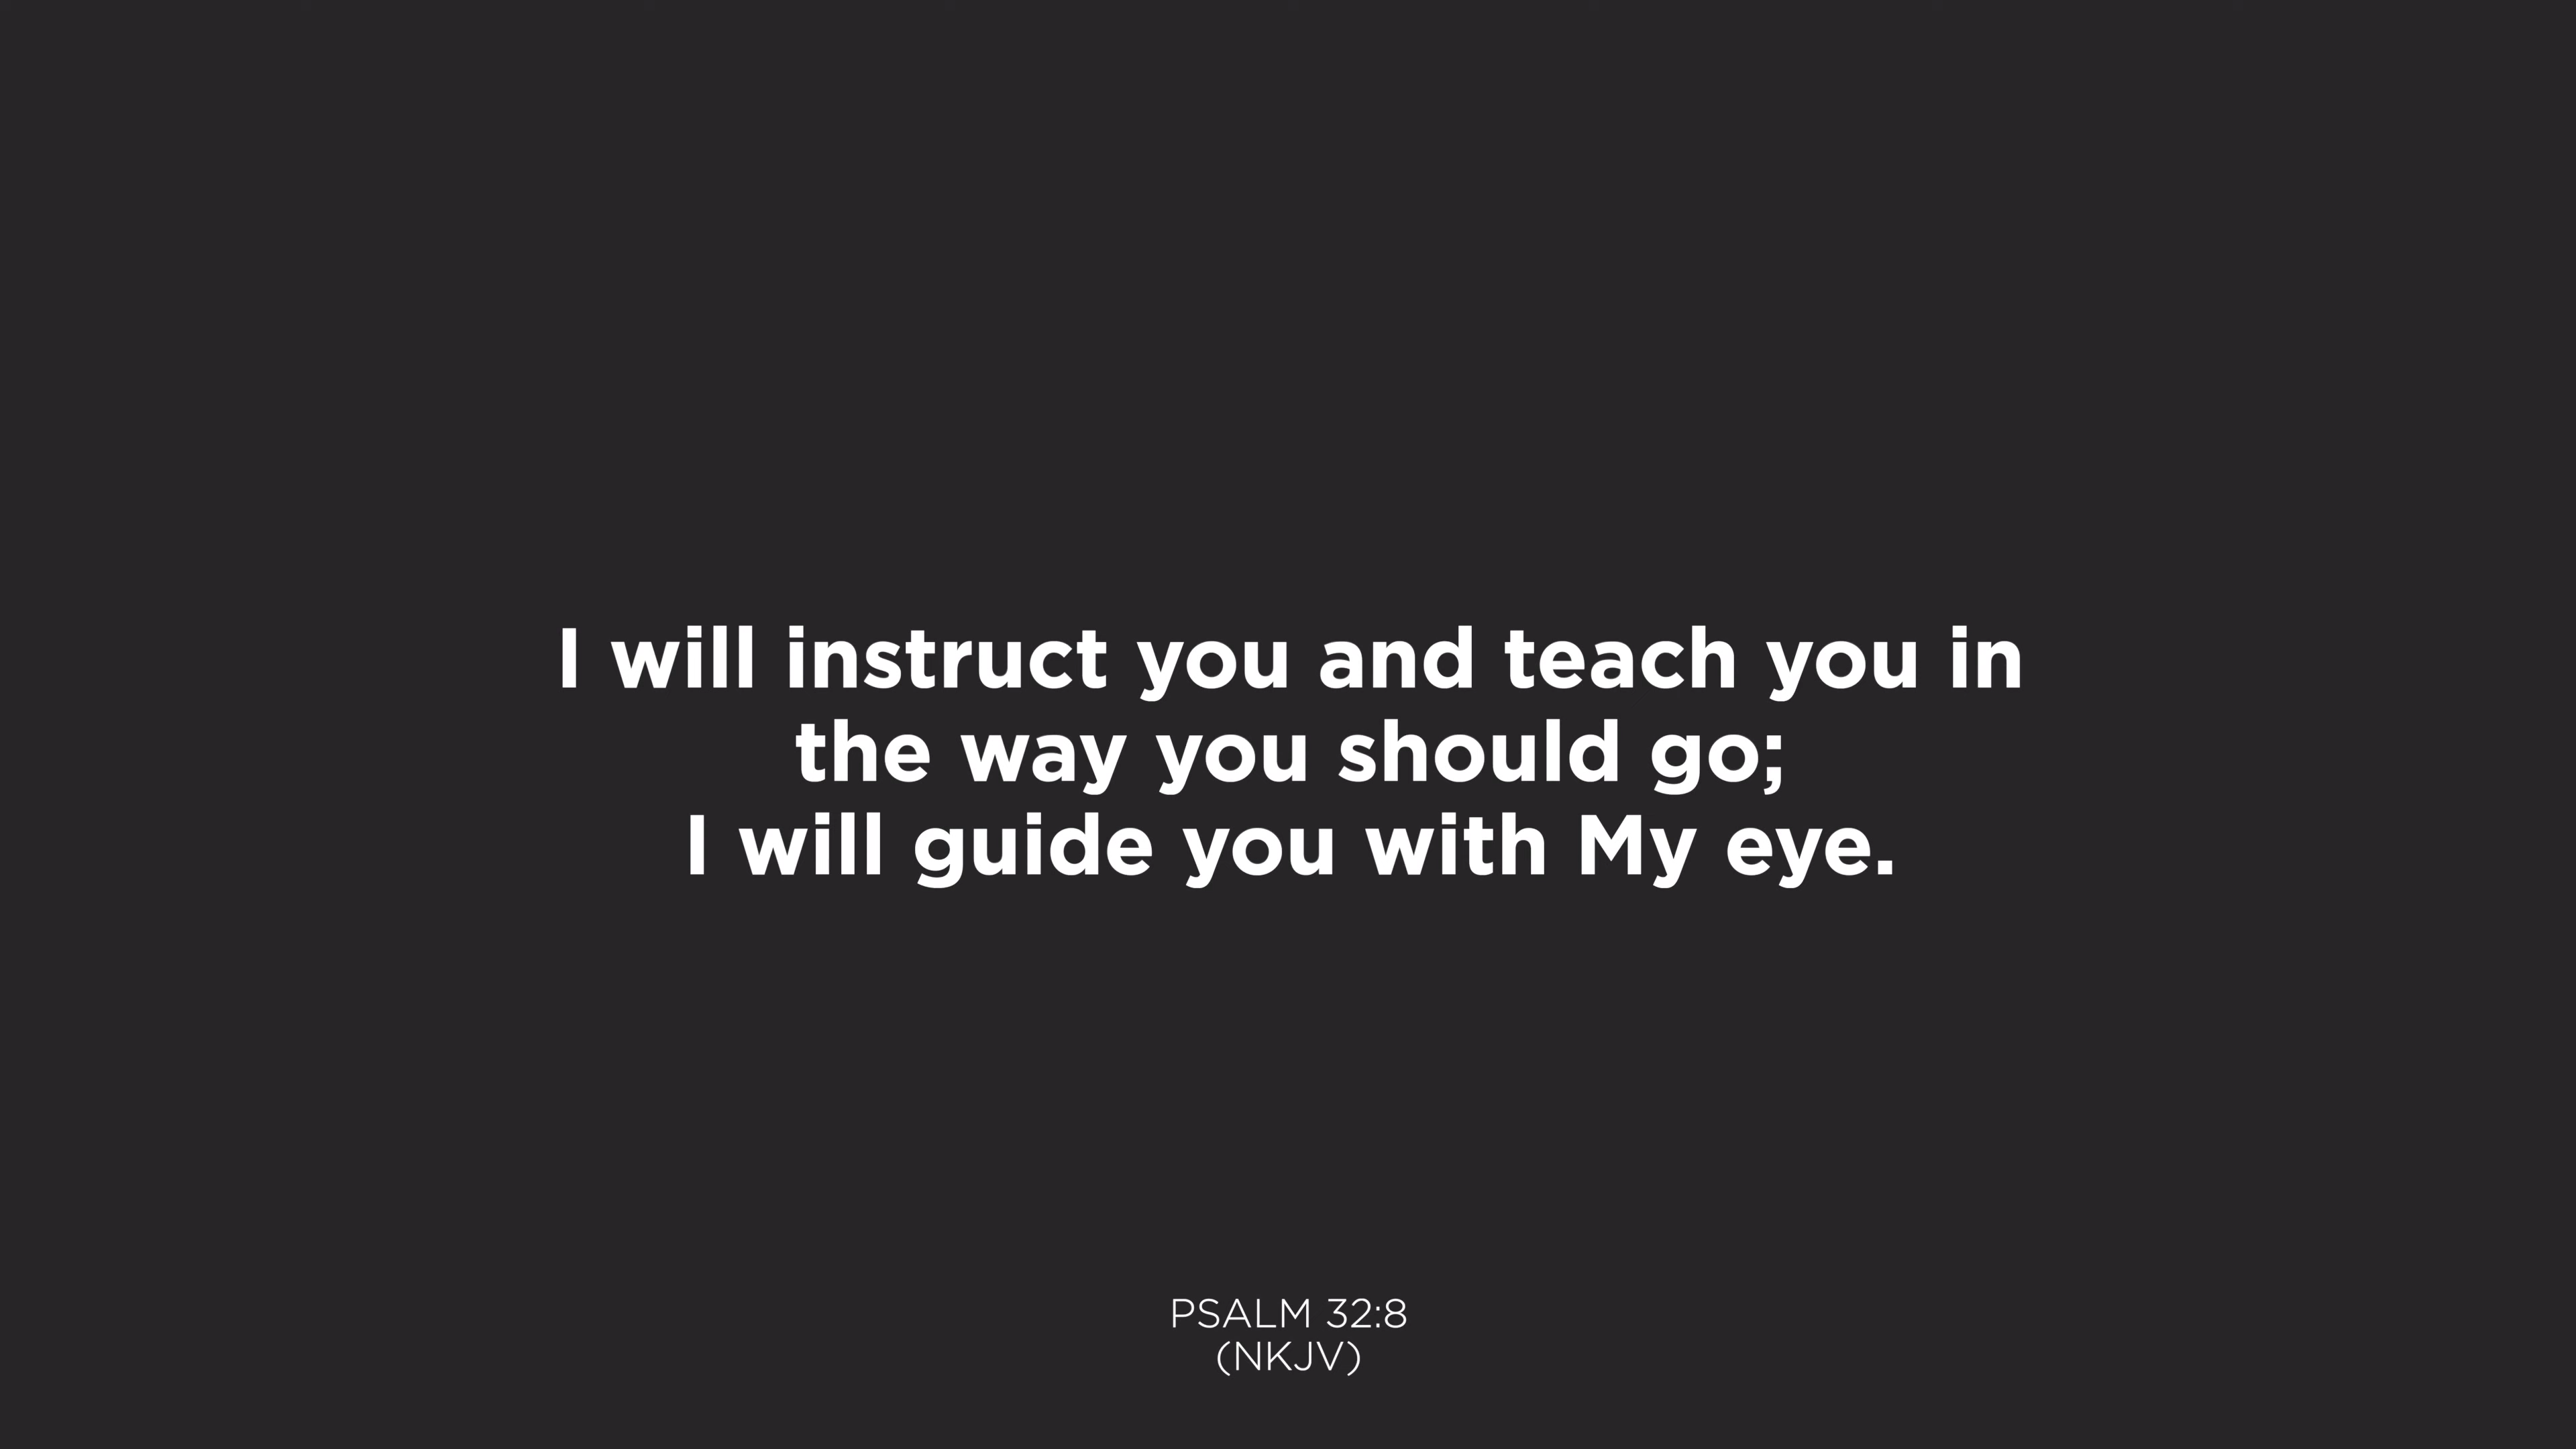 I will instruct you and teach you in
the way you should go;
I will guide you with My eye.
PSALM 32:8
(NKJV)